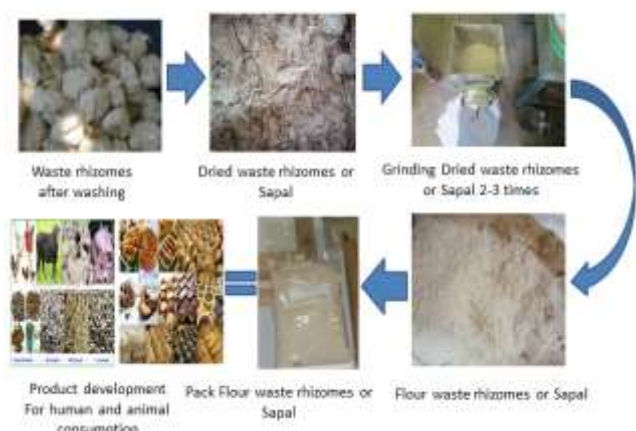 Waste rhizomes
after washing
Dried waste rhizomes or
Sapal
Grinding Dried waste rhizomes
or Sapal 2-3 times
Product development
For human and animal
consumption
Pack Flour waste rhizomes or
Sapal
Flour waste rhizomes or Sapal